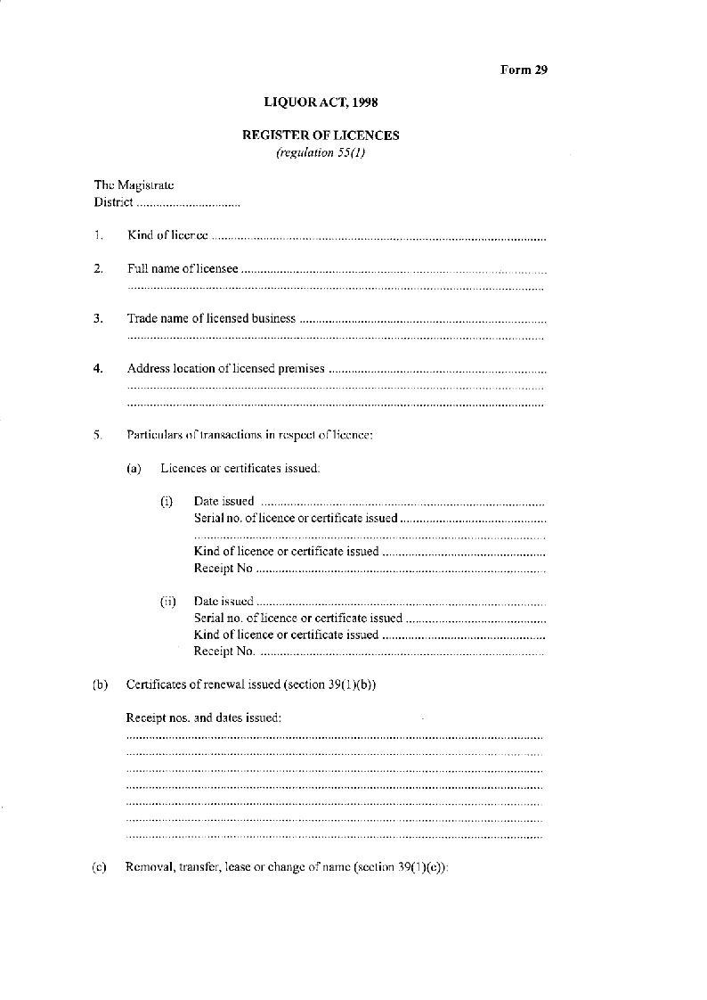 Form 29
LIQUOR ACT, 1998
REGISTER OF LICENCES
(regulation 55(1)
The Magistrate
District ................................
1. Kind of licence ........................................................................................................
2. Full name of licensee ..............................................................................................
................................................................................................................................
3. Trade name of licensed business ............................................................................
................................................................................................................................
4. Address location of licensed premises ...................................................................
................................................................................................................................
................................................................................................................................
5. Particulars of transactions in respect of licence:
(a) Licences or certificates issued:
(i) Date issued .......................................................................................
Serial no. of licence or certificate issued .............................................
............................................................................................................
Kind of licence or certificate issued ..................................................
Receipt No .........................................................................................
(ii) Date issued .........................................................................................
Serial no. of licence or certificate issued ...........................................
Kind of licence or certificate issued ..................................................
Receipt No. .......................................................................................
(b) Certificates of renewal issued (section 39(1)(b))
Receipt nos. and dates issued:
................................................................................................................................
................................................................................................................................
................................................................................................................................
................................................................................................................................
................................................................................................................................
................................................................................................................................
................................................................................................................................
(c) Removal, transfer, lease or change of name (section 39(1)(c)):